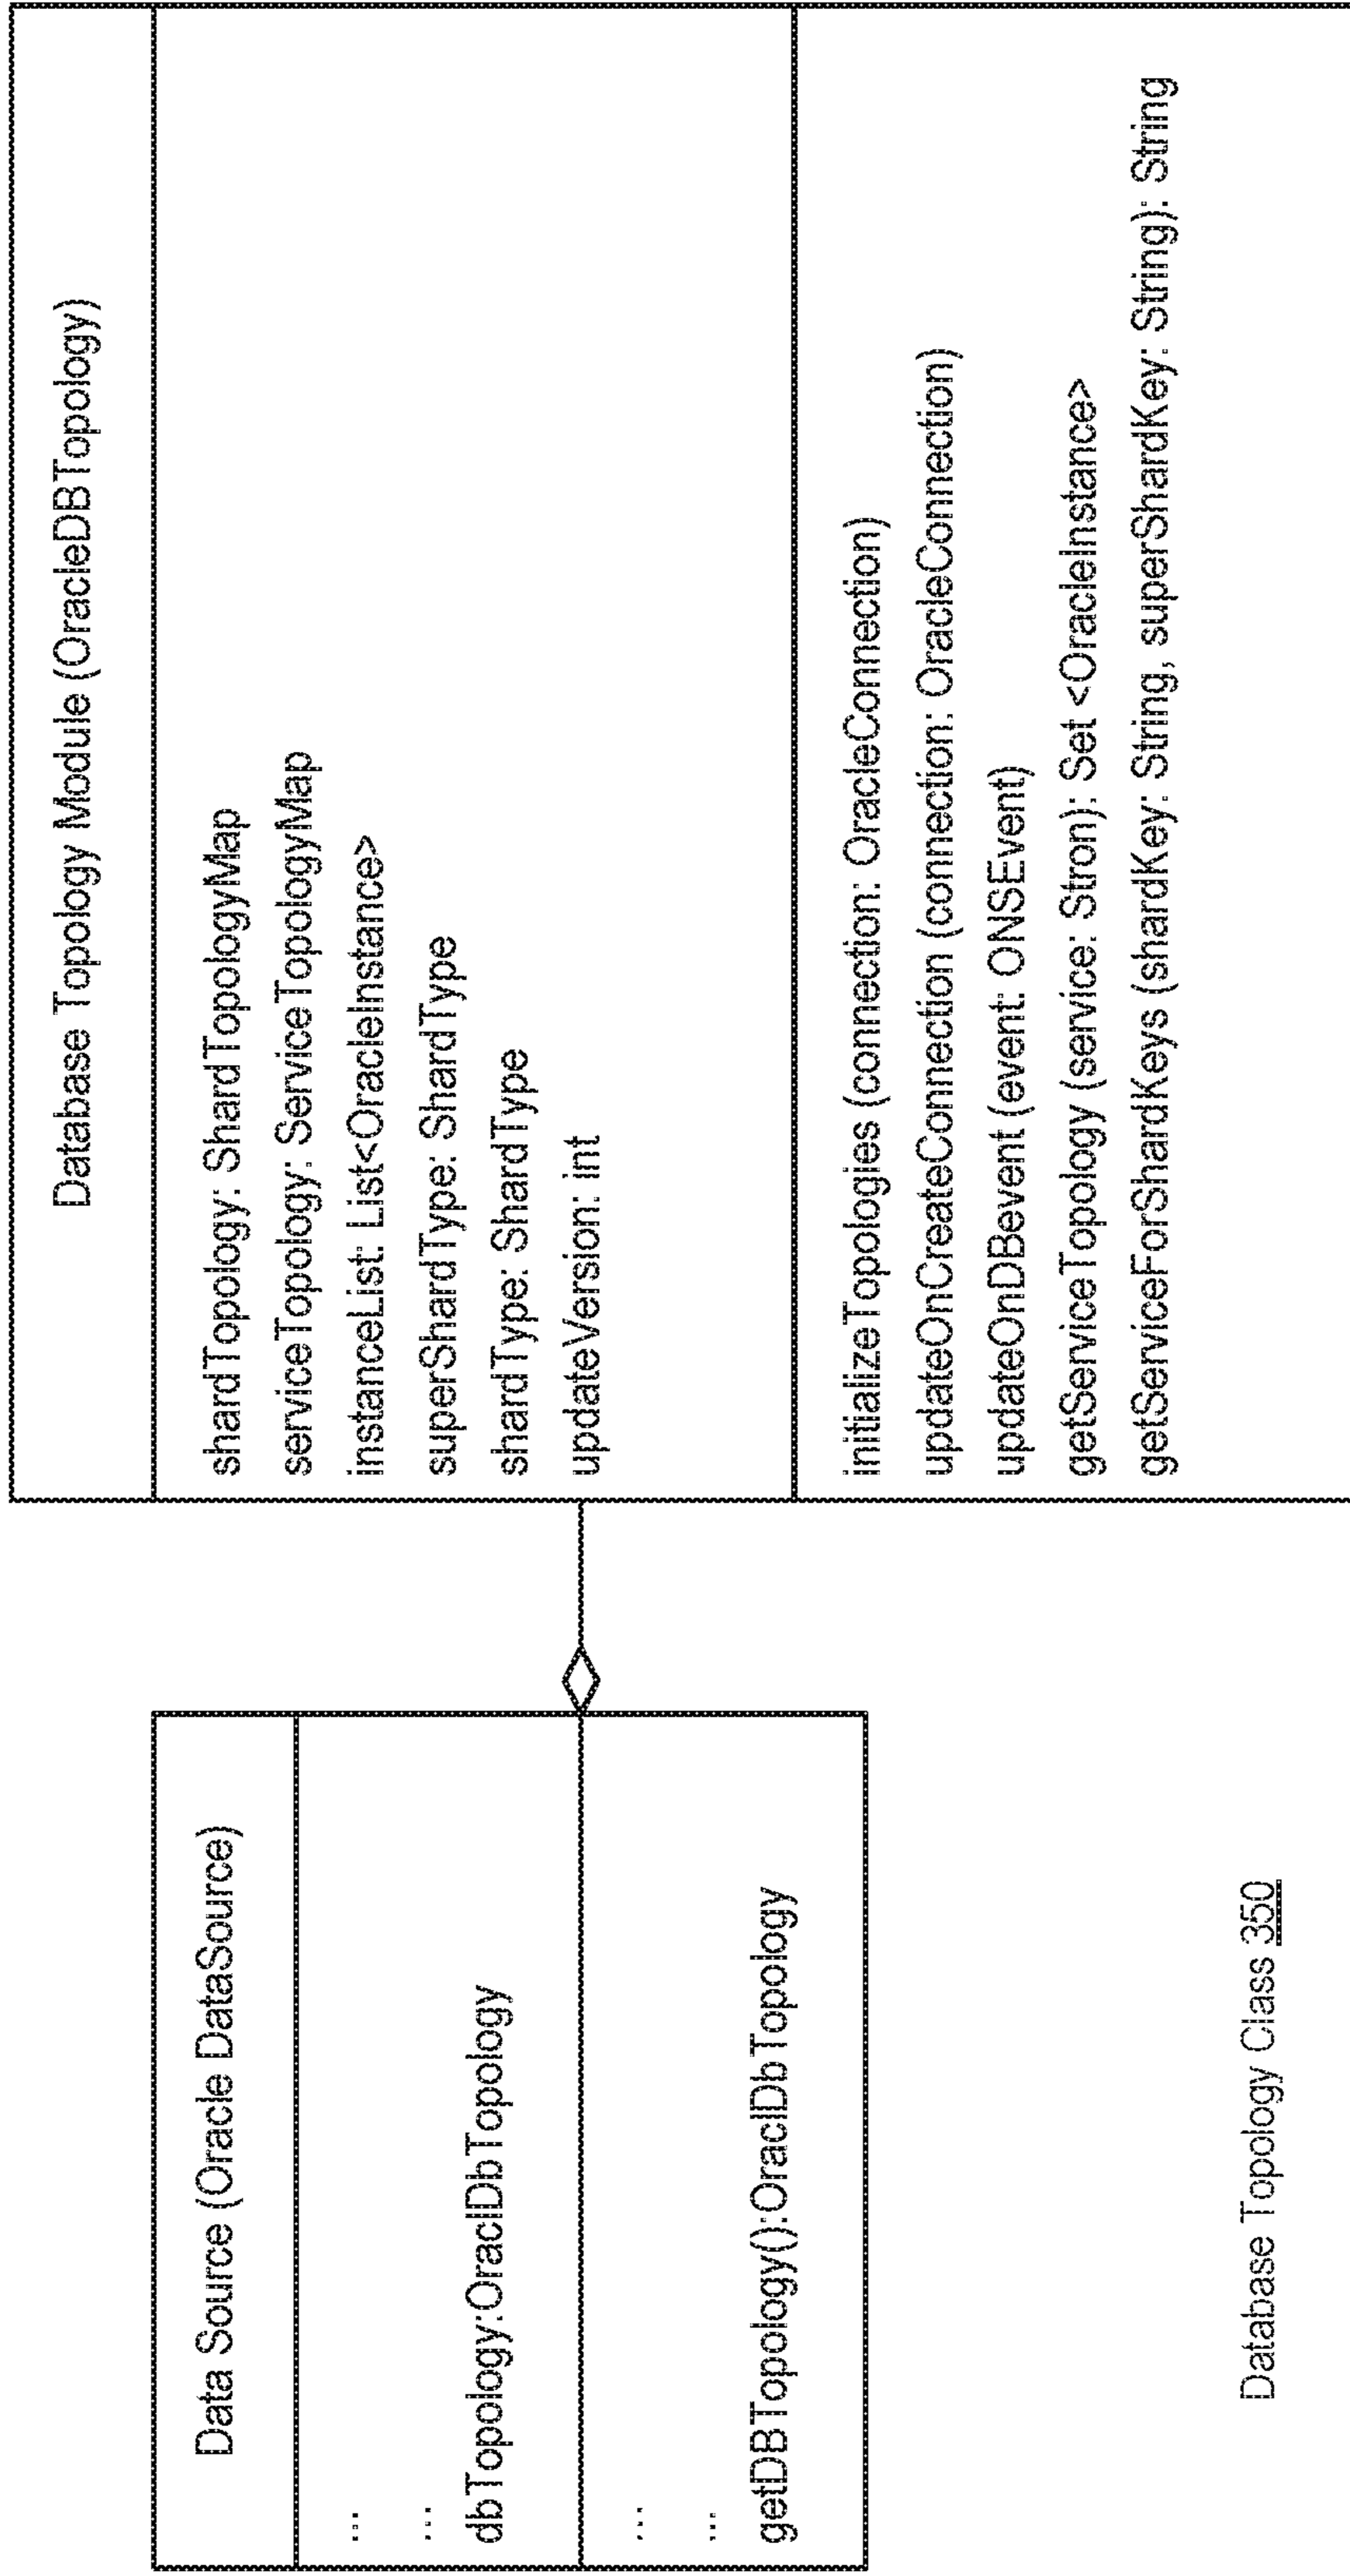 Data Source (Oracle DataSource)
...
...
dbTopology:OraclDbTopology
...
...
getDBTopology():OraclDbTopology
Database Topology Module (OracleDBTopology)
shardTopology: ShardTopologyMap
serviceTopology: ServiceTopologyMap
instanceList: List<OracleInstance>
superShardType: ShardType
shardType: ShardType
updateVersion: int
initializeTopologies (connection: OracleConnection)
updateOnCreateConnection (connection: OracleConnection)
updateOnDBevent (event: ONSEvent)
getServiceTopology (service: Stron): Set <OracleInstance>
getServiceForShardKeys (shardKey: String, superShardKey: String): String
Database Topology Class 350